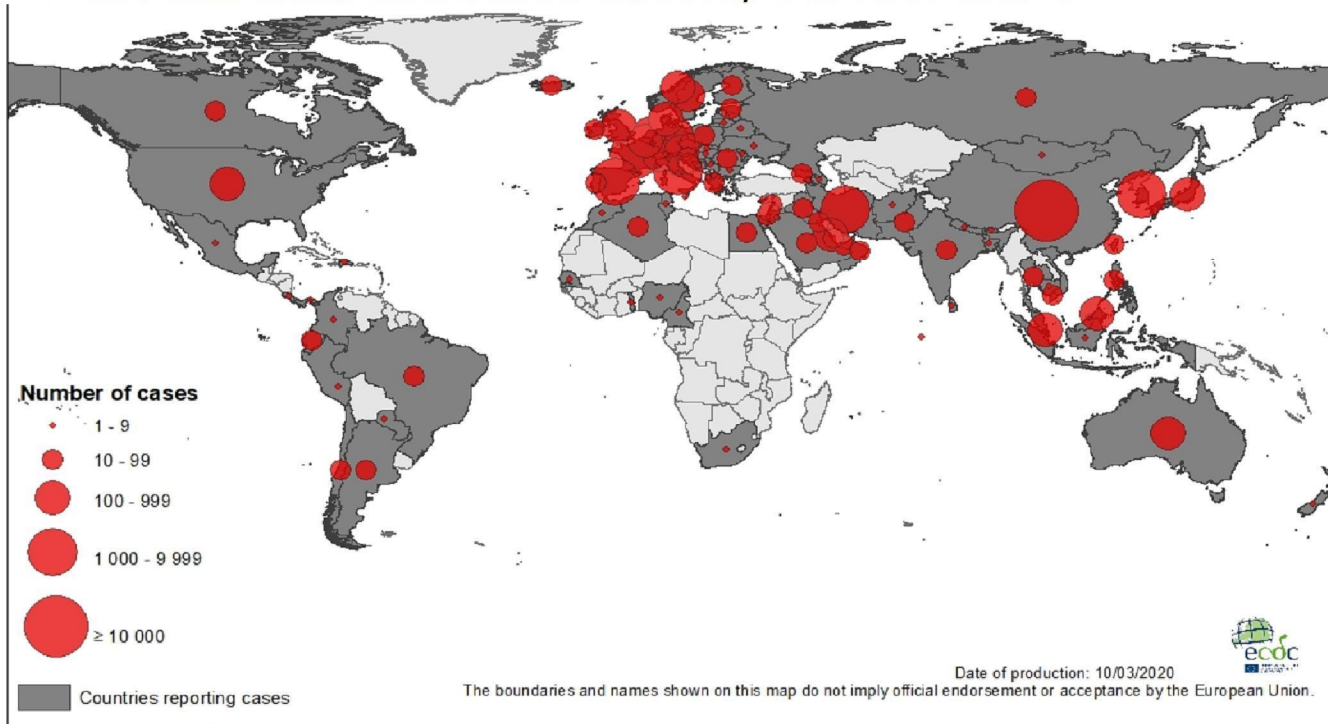 Number of cases
1 - 9
10 - 99
100 - 999
1 000 - 9 999
≥ 10 000
Countries reporting cases
ecdc
Date of production: 10/03/2020
The boundaries and names shown on this map do not imply official endorsement or acceptance by the European Union.